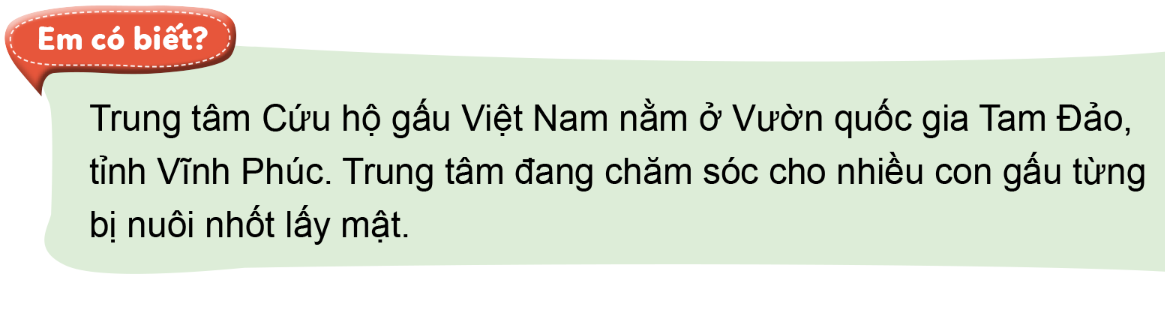 Em có biết?
Trung tâm Cứu hộ gấu Việt Nam nằm ở Vườn quốc gia Tam Đảo,
tỉnh Vĩnh Phúc. Trung tâm đang chăm sóc cho nhiều con gấu từng
bị nuôi nhốt lấy mật.